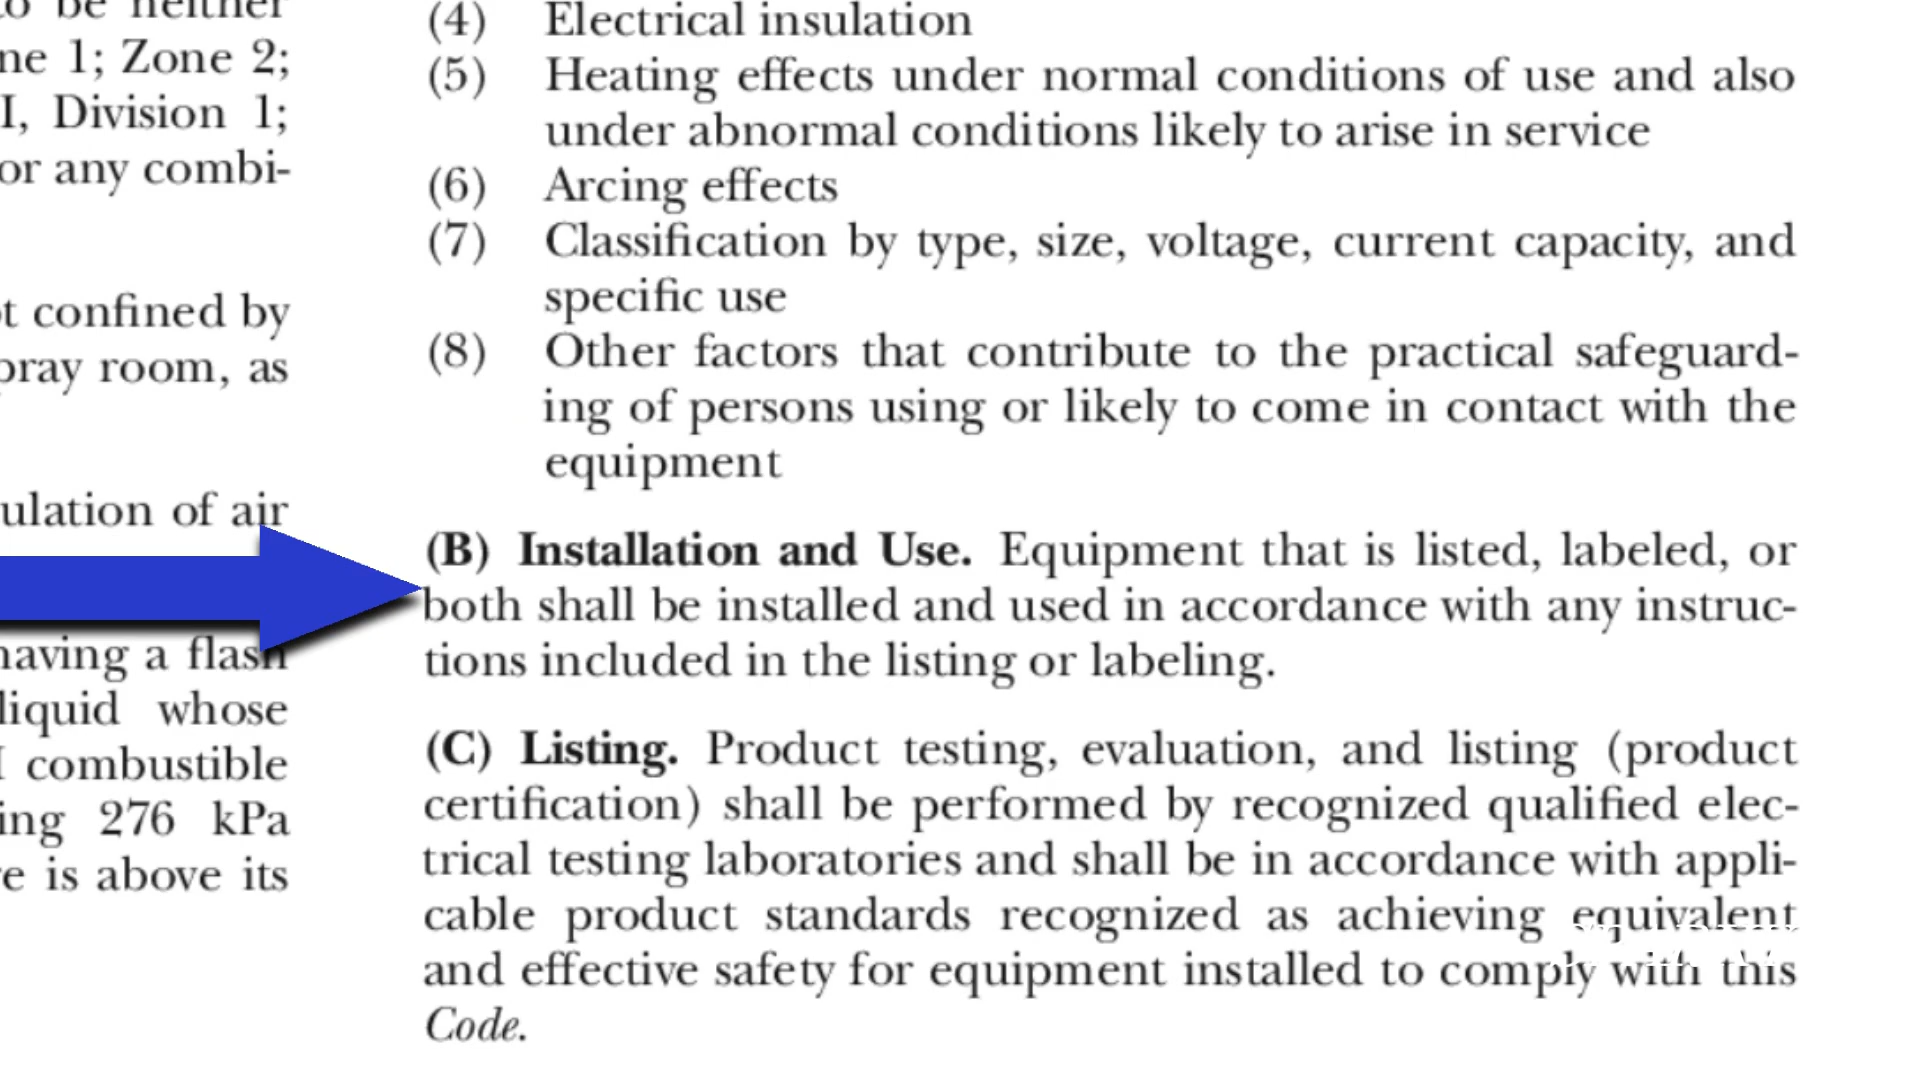 to be neither
ne 1; Zone 2;
I, Division 1;
or any combi-
t confined by
pray room, as
ulation of air
having a flash
liquid whose
I combustible
ing 276 kPa
e is above its
(4) Electrical insulation
(5) Heating effects under normal conditions of use and also
under abnormal conditions likely to arise in service
(6) Arcing effects
(7) Classification by type, size, voltage, current capacity, and
specific use
(8) Other factors that contribute to the practical safeguard-
ing of persons using or likely to come in contact with the
equipment
(B) Installation and Use. Equipment that is listed, labeled, or
both shall be installed and used in accordance with any instruc-
tions included in the listing or labeling.
(C) Listing. Product testing, evaluation, and listing (product
certification) shall be performed by recognized qualified elec-
trical testing laboratories and shall be in accordance with appli-
cable product standards recognized as achieving equivalent
and effective safety for equipment installed to comply with this
Code.